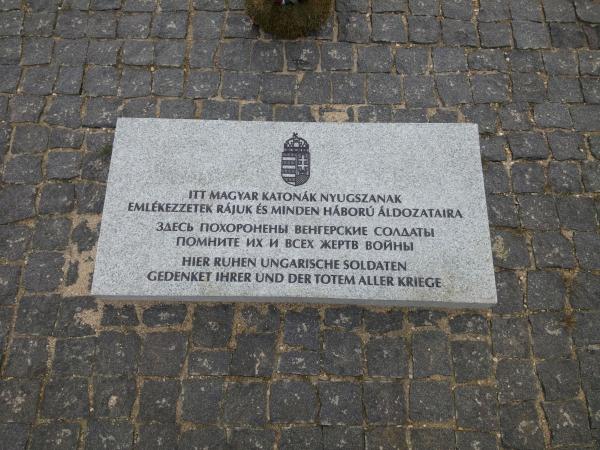 ITT MAGYAR KATONÁK NYUGSZANAK
EMLÉKEZZETEK RÁJUK ÉS MINDEN HÁBORÚ ÁLDOZATAIRA
ЗДЕСЬ ПОХОРОНЕНЫ ВЕНГЕРСКИЕ СОЛДАТЫ
ПОМНИТЕ ИХ И ВСЕХ ЖЕРТВ ВОЙНЫ
HIER RUHEN UNGARISCHE SOLDATEN
GEDENKET IHRER UND DER TOTEM ALLER KRIEGE